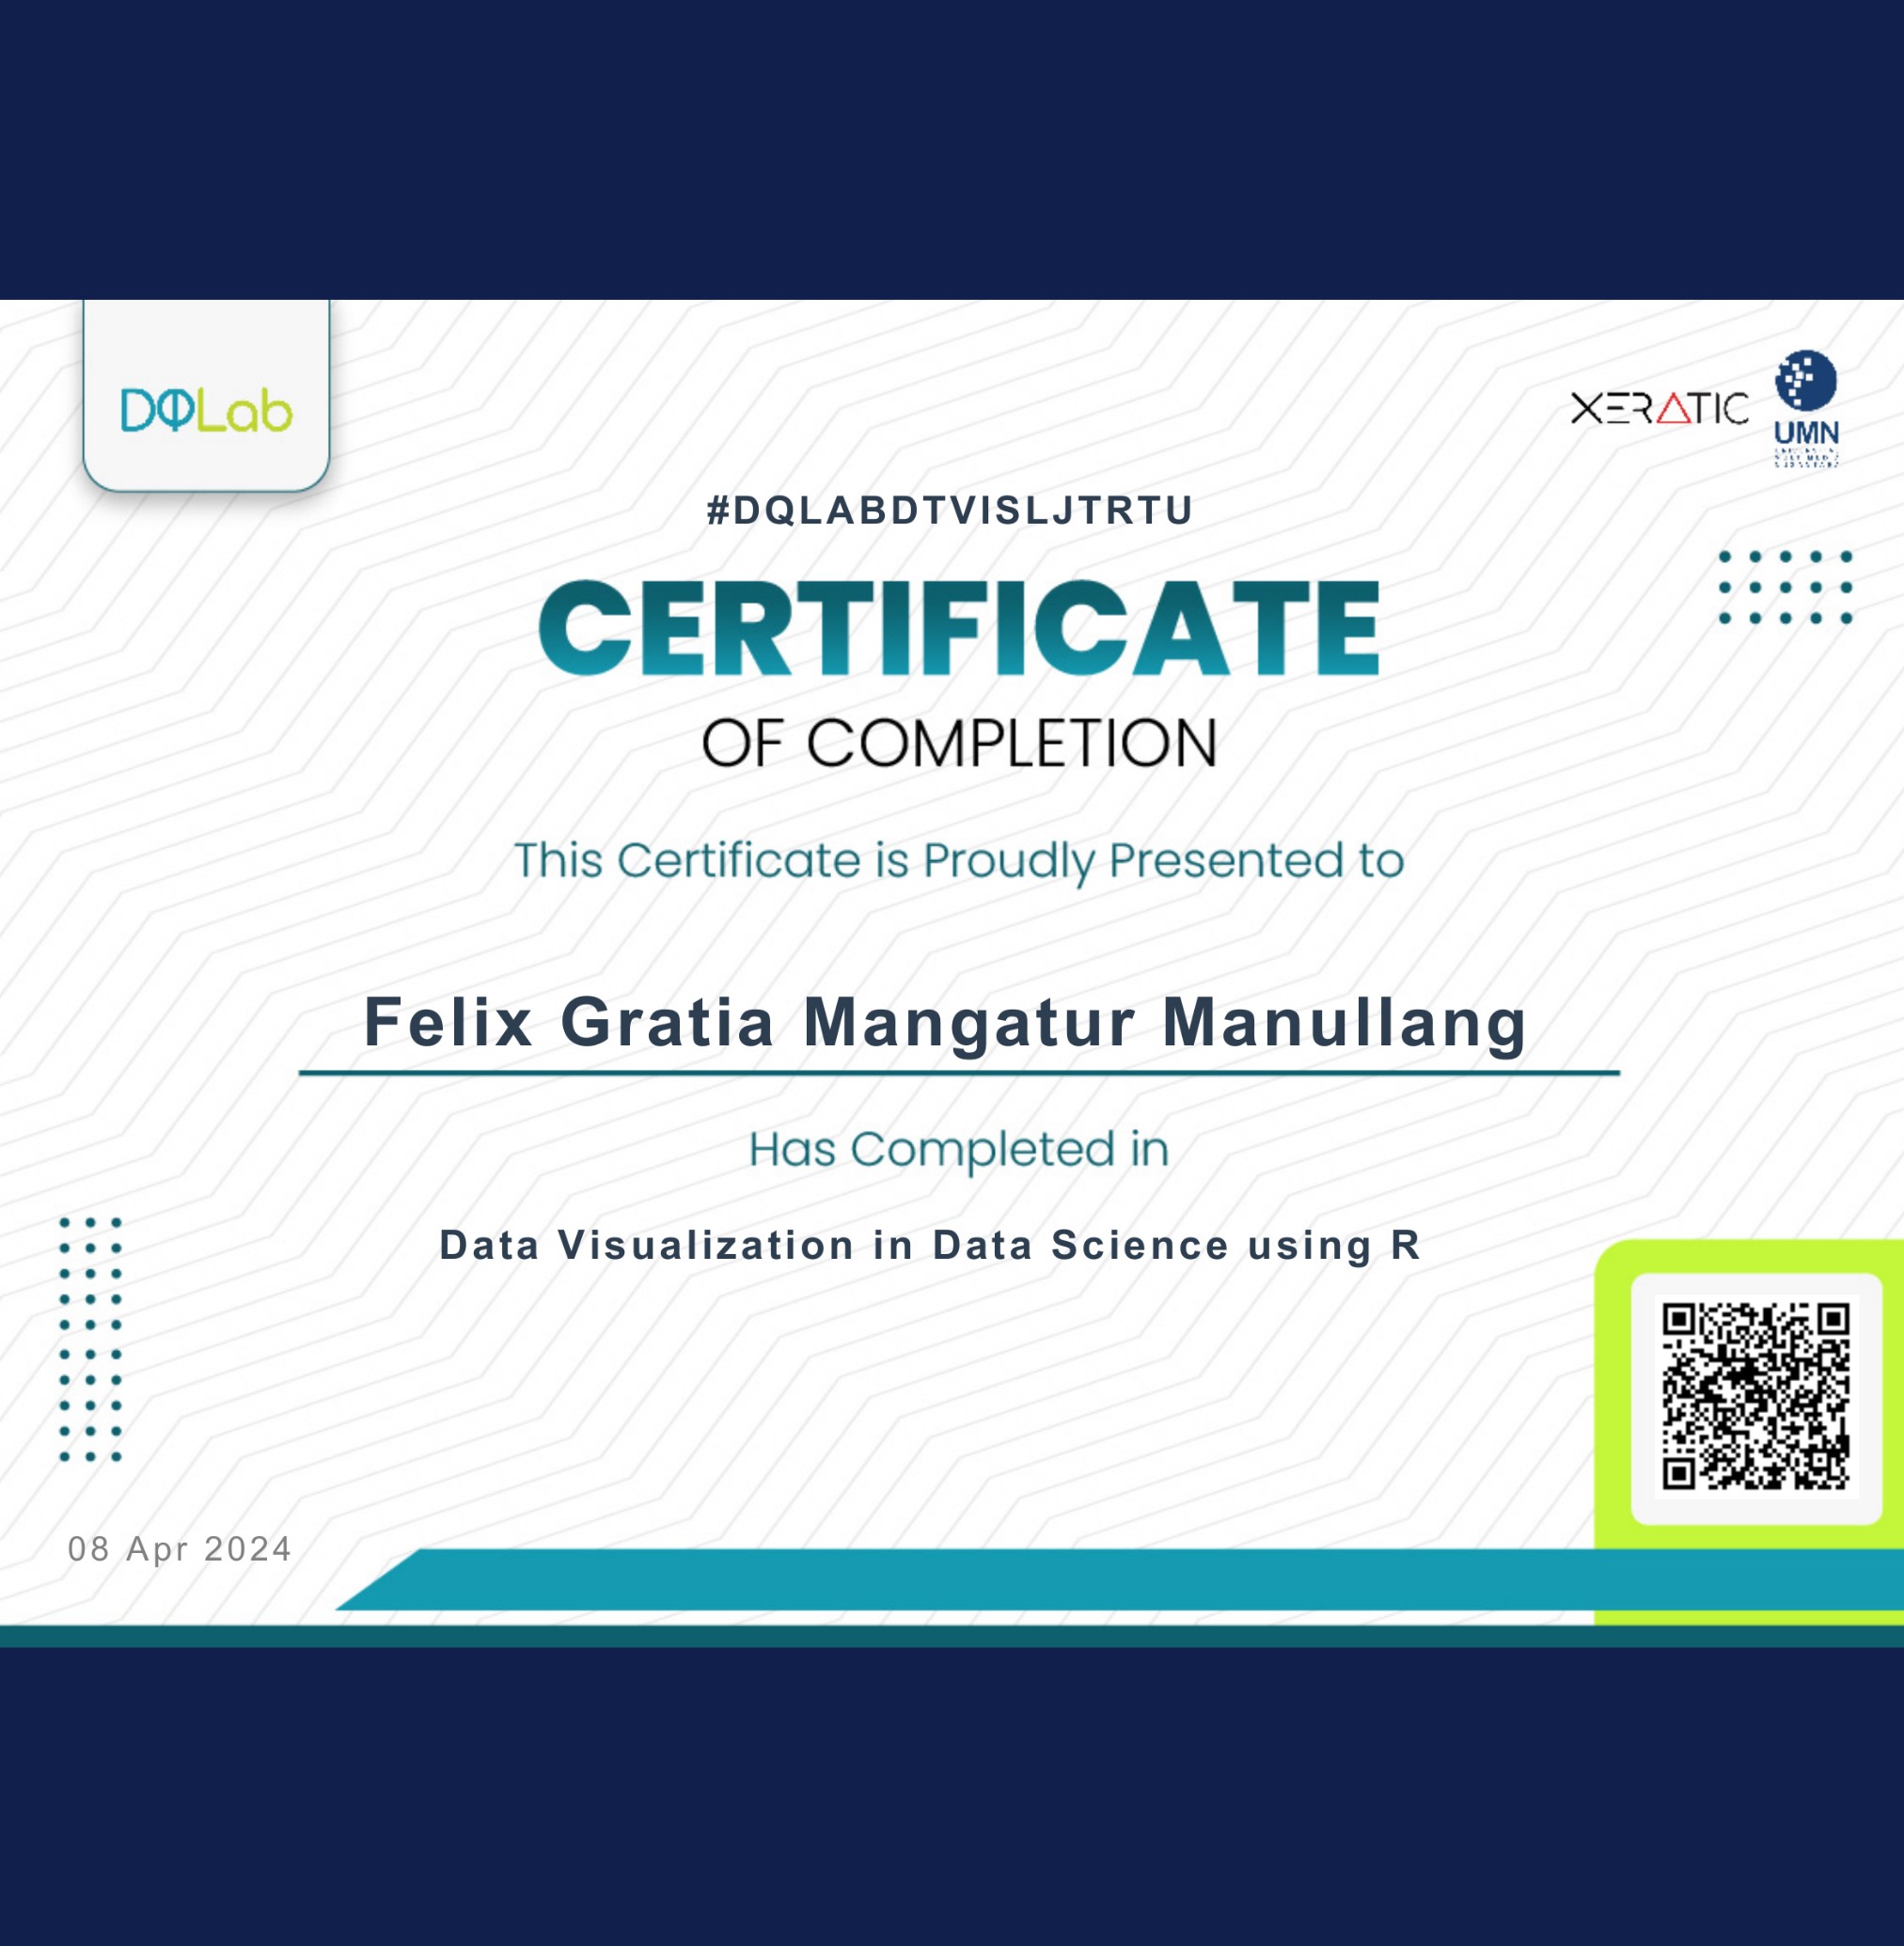 DQLab
XERATIC
UMN
#DQLABDTVISLJTRTU
CERTIFICATE
OF COMPLETION
This Certificate is Proudly Presented to
Felix Gratia Mangatur Manullang
Has Completed in
Data Visualization in Data Science using R
08 Apr 2024